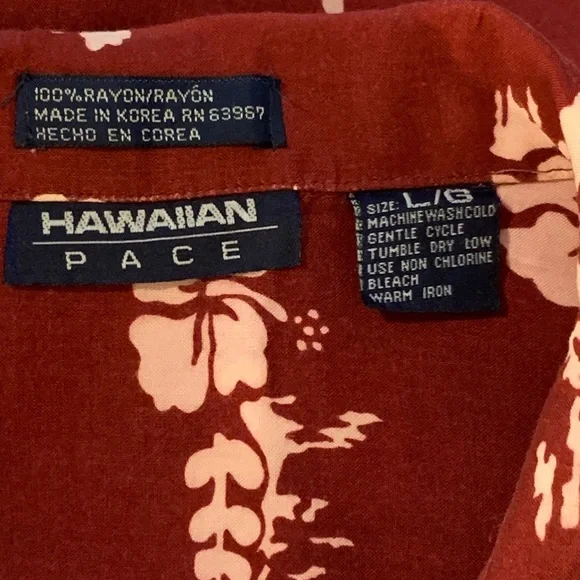 100% RAYON/RAYÓN
MADE IN KOREA RN 63967
HECHO EN COREA
HAWAIIAN
PACE
SIZE: L/G
MACHINE WASH COLD
GENTLE CYCLE
TUMBLE DRY LOW
USE NON CHLORINE
BLEACH
WARM IRON